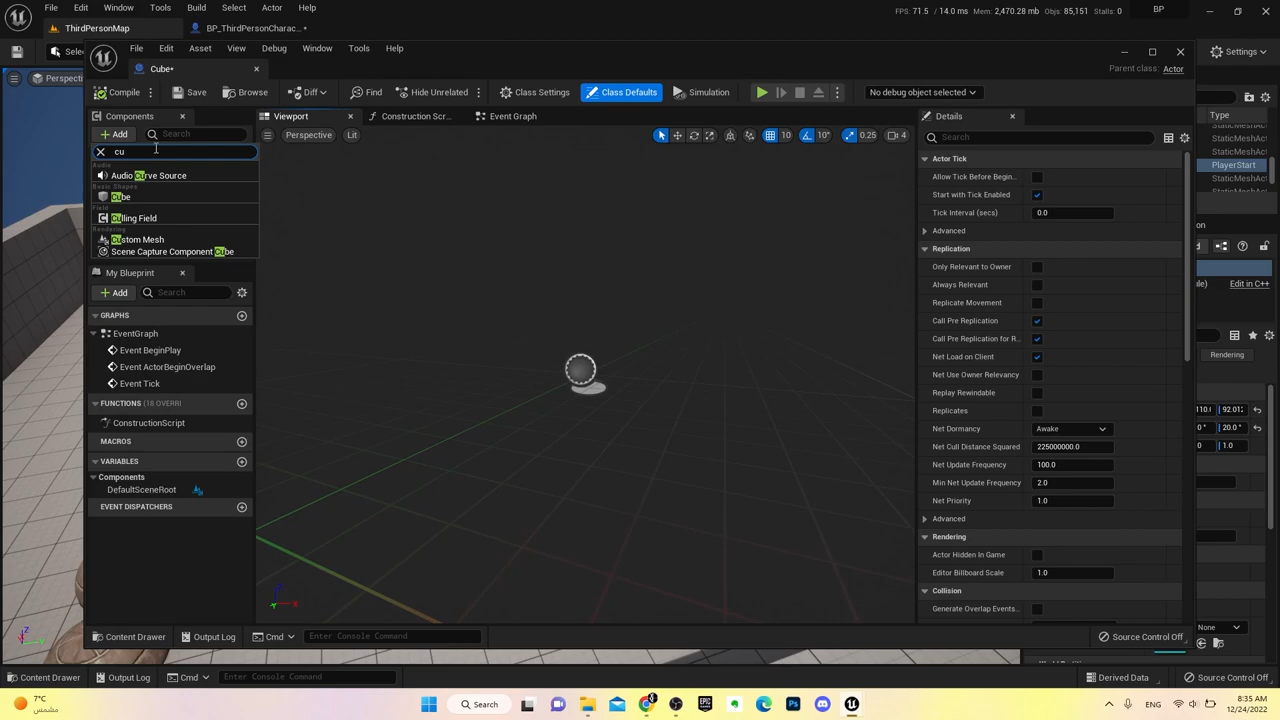 File Edit Window Tools Build Select Actor Help
FPS: 71.5 / 14.0 ms Mem: 2,470.28 mb Objs: 85,151 Stalls: 0 BP
ThirdPersonMap BP_ThirdPersonCharac...•
Settings
File Edit Asset View Debug Window Tools Help
Cube*
Parent class: Actor
Compile Save Browse Diff Find Hide Unrelated Class Settings Class Defaults Simulation No debug object selected
Perspecti
Components Viewport Construction Scr... Event Graph Details
Add Search Perspective Lit 10 10° 0.25 4 Search
cu
Audio
Audio Curve Source
Basic Shapes
Cube
Field
Culling Field
Rendering
Custom Mesh
Scene Capture Component Cube
My Blueprint
Add Search
GRAPHS
EventGraph
Event BeginPlay
Event ActorBeginOverlap
Event Tick
FUNCTIONS (18 OVERRI
ConstructionScript
MACROS
VARIABLES
Components
DefaultSceneRoot
EVENT DISPATCHERS
Actor Tick
Allow Tick Before Begin...
Start with Tick Enabled
Tick Interval (secs) 0.0
Advanced
Replication
Only Relevant to Owner
Always Relevant
Replicate Movement
Call Pre Replication
Call Pre Replication for R...
Net Load on Client
Net Use Owner Relevancy
Replay Rewindable
Replicates
Net Dormancy Awake
Net Cull Distance Squared 225000000.0
Net Update Frequency 100.0
Min Net Update Frequency 2.0
Net Priority 1.0
Advanced
Rendering
Actor Hidden In Game
Editor Billboard Scale 1.0
Collision
Generate Overlap Events...
Type
StaticMeshAct
StaticMeshAct
PlayerStart
StaticMeshAct
Edit in C++
Rendering
20.0 °
1.0
None
Z
X
Content Drawer Output Log Cmd Enter Console Command Source Control Off
Content Drawer Output Log Cmd Enter Console Command Derived Data Source Control Off
7°C
مشمس
Search
8:35 AM
12/24/2022